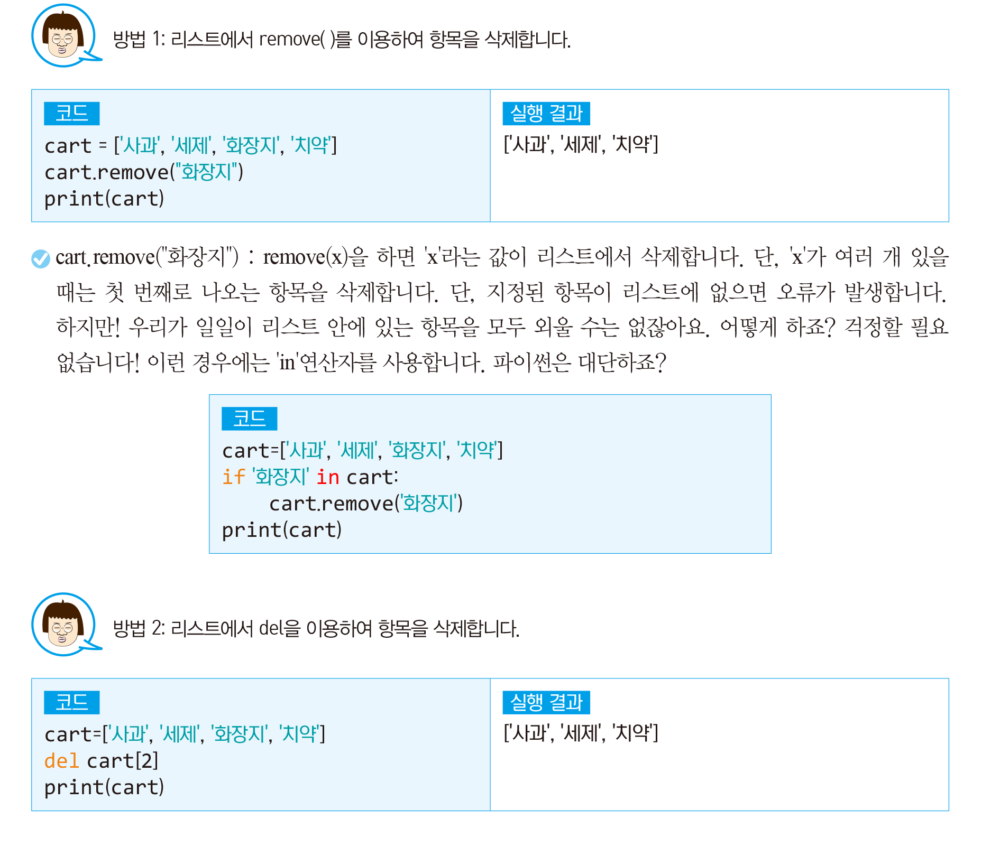 방법 1: 리스트에서 remove( )를 이용하여 항목을 삭제합니다.
코드
cart = ['사과', '세제', '화장지', '치약']
cart.remove("화장지")
print(cart)
실행 결과
['사과', '세제', '치약']
cart.remove("화장지") : remove(x)을 하면 'x'라는 값이 리스트에서 삭제합니다. 단, 'x'가 여러 개 있을
때는 첫 번째로 나오는 항목을 삭제합니다. 단, 지정된 항목이 리스트에 없으면 오류가 발생합니다.
하지만! 우리가 일일이 리스트 안에 있는 항목을 모두 외울 수는 없잖아요. 어떻게 하죠? 걱정할 필요
없습니다! 이런 경우에는 'in'연산자를 사용합니다. 파이썬은 대단하죠?
코드
cart=['사과', '세제', '화장지', '치약']
if '화장지' in cart:
    cart.remove('화장지')
print(cart)
방법 2: 리스트에서 del을 이용하여 항목을 삭제합니다.
코드
cart=['사과', '세제', '화장지', '치약']
del cart[2]
print(cart)
실행 결과
['사과', '세제', '치약']